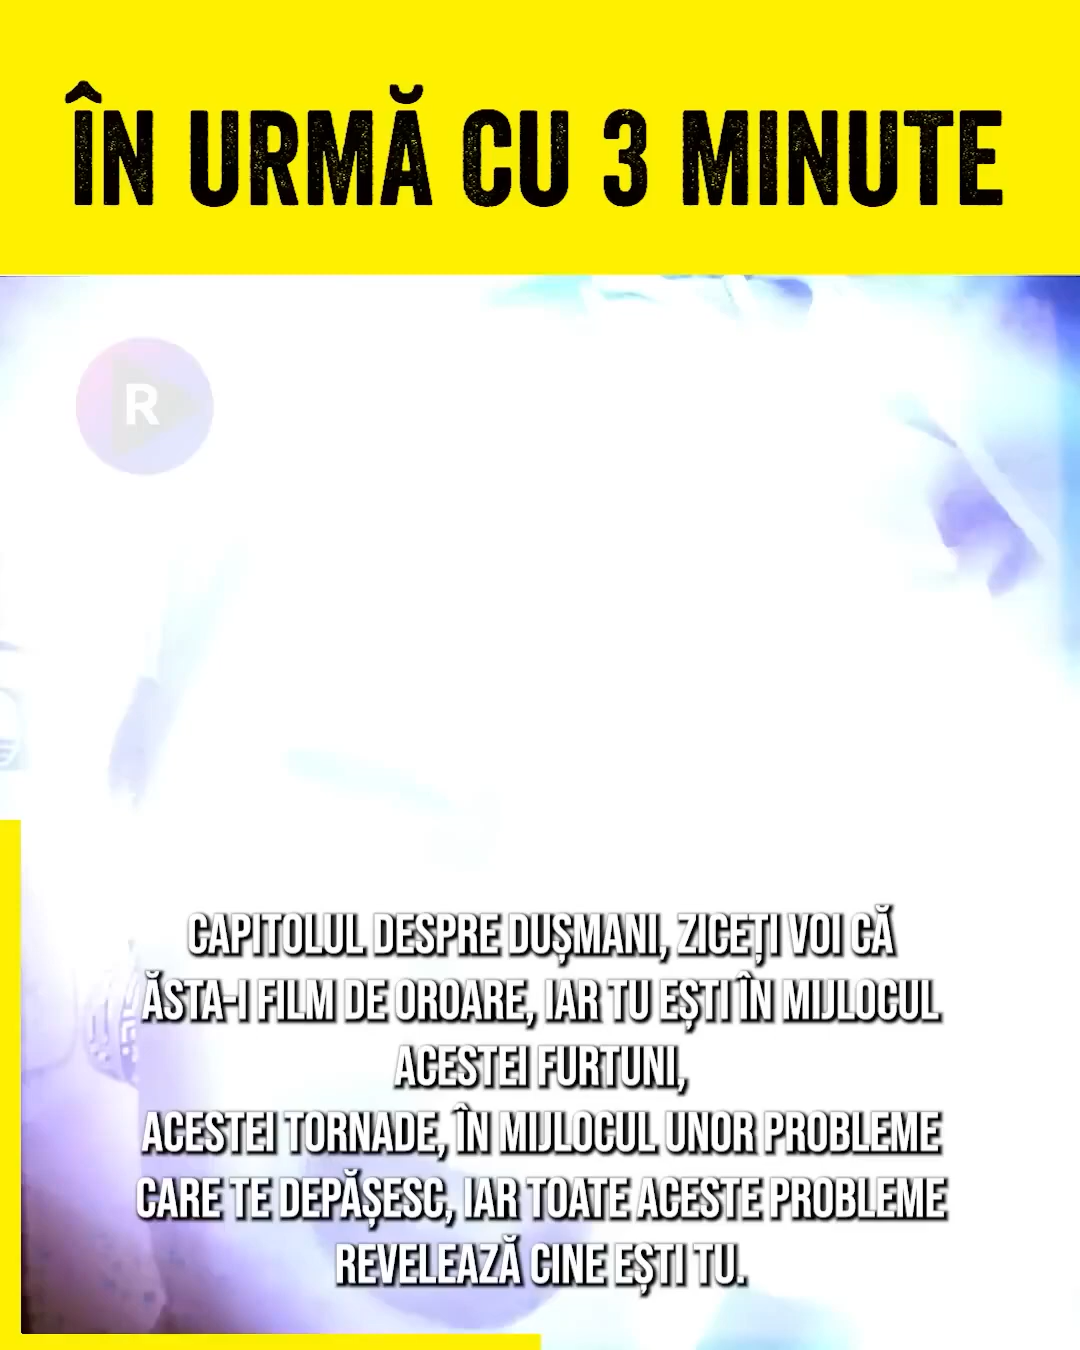 ÎN URMĂ CU 3 MINUTE
R
CAPITOLUL DESPRE DUȘMANI, ZICEȚI VOI CĂ
ĂSTA-I FILM DE OROARE, IAR TU EȘTI ÎN MIJLOCUL
ACESTEI FURTUNI,
ACESTEI TORNADE, ÎN MIJLOCUL UNOR PROBLEME
CARE TE DEPĂȘESC, IAR TOATE ACESTE PROBLEME
REVELEAZĂ CINE EȘTI TU.